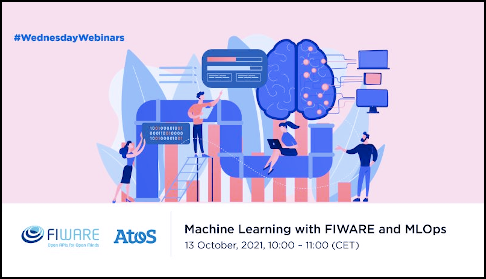 #WednesdayWebinars
FIWARE
Open APIs for Open Minds
Atos
Machine Learning with FIWARE and MLOps
13 October, 2021, 10:00 – 11:00 (CET)